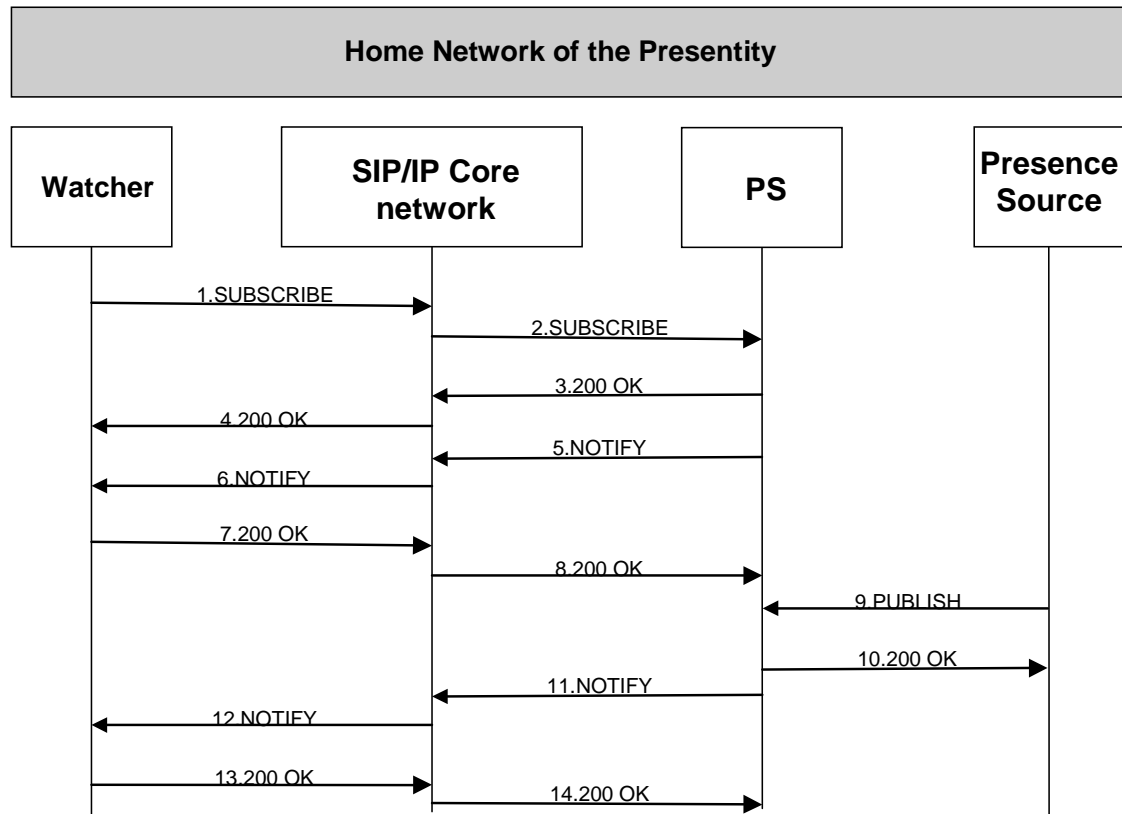 Home Network of the Presentity
Watcher
SIP/IP Core
network
PS
Presence
Source
1.SUBSCRIBE
2.SUBSCRIBE
3.200 OK
4.200 OK
5.NOTIFY
6.NOTIFY
7.200 OK
8.200 OK
9.PUBLISH
10.200 OK
11.NOTIFY
12.NOTIFY
13.200 OK
14.200 OK